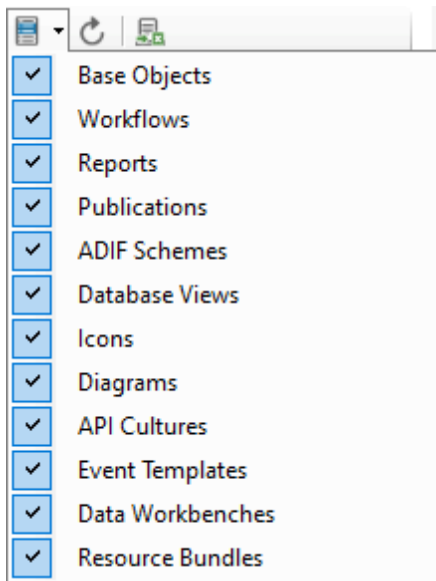 Base Objects
Workflows
Reports
Publications
ADIF Schemes
Database Views
Icons
Diagrams
API Cultures
Event Templates
Data Workbenches
Resource Bundles